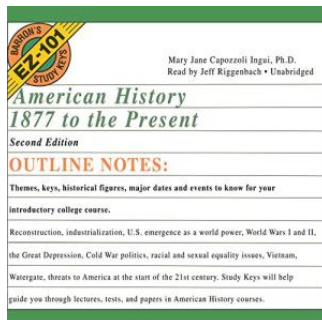 BARRON'S
EZ-101
STUDY KEYS
Mary Jane Capozzoli Ingui, Ph.D.
Read by Jeff Riggenbach • Unabridged
American History
1877 to the Present
Second Edition
OUTLINE NOTES:
Themes, keys, historical figures, major dates and events to know for your
introductory college course.
Reconstruction, industrialization, U.S. emergence as a world power, World Wars I and II,
the Great Depression, Cold War politics, racial and sexual equality issues, Vietnam,
Watergate, threats to America at the start of the 21st century. Study Keys will help
guide you through lectures, tests, and papers in American History courses.